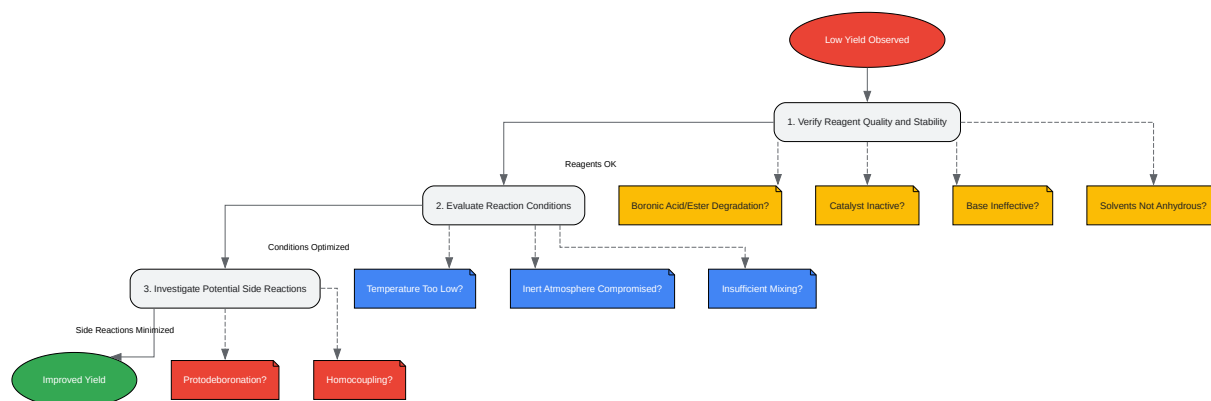 Low Yield Observed
1. Verify Reagent Quality and Stability
Reagents OK
2. Evaluate Reaction Conditions
Boronic Acid/Ester Degradation?
Catalyst Inactive?
Base Ineffective?
Solvents Not Anhydrous?
Conditions Optimized
3. Investigate Potential Side Reactions
Temperature Too Low?
Inert Atmosphere Compromised?
Insufficient Mixing?
Side Reactions Minimized
Improved Yield
Protodeboronation?
Homocoupling?